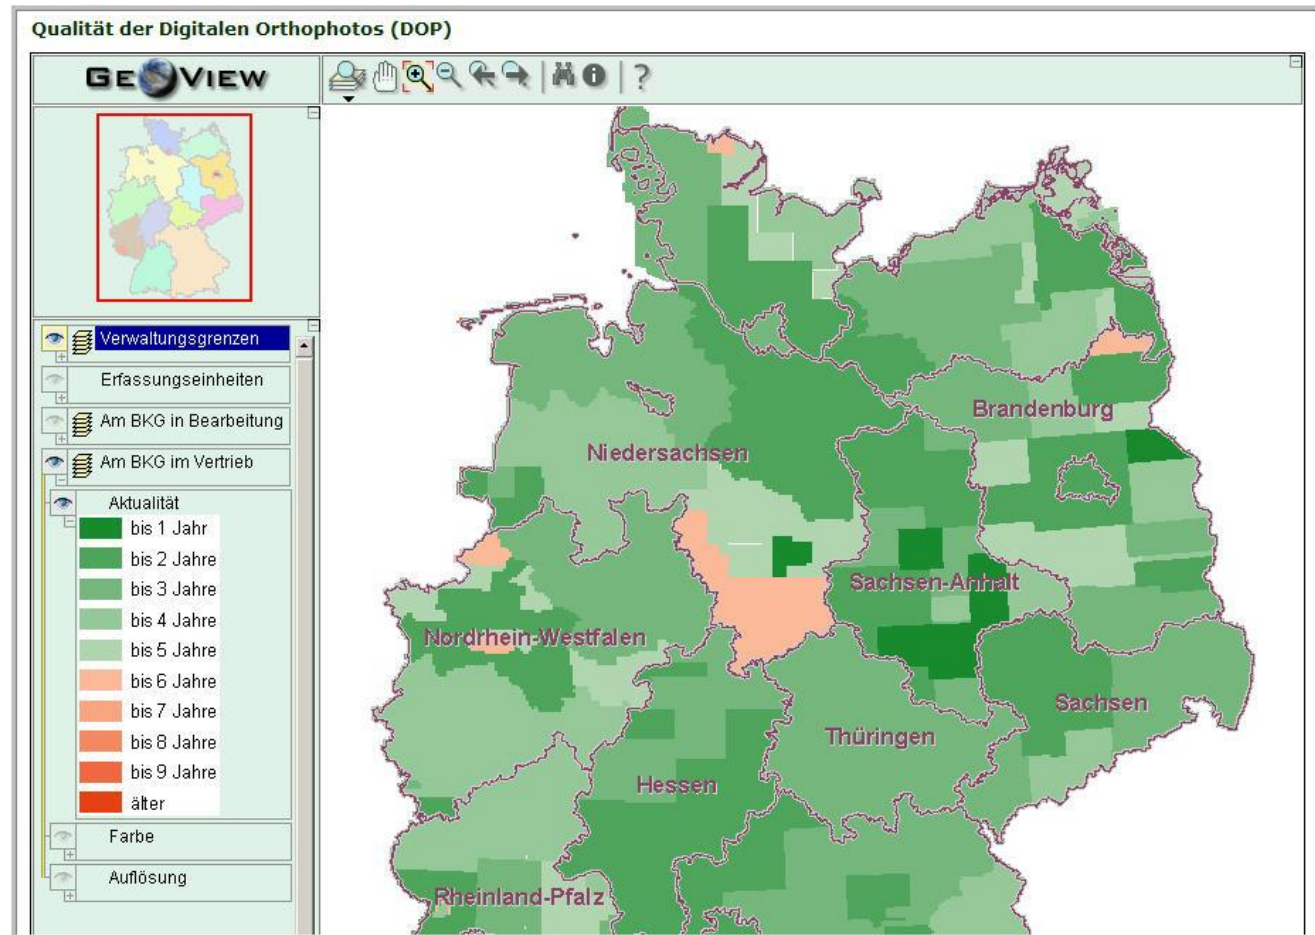 Qualität der Digitalen Orthophotos (DOP)
GEOVIEW
?
Verwaltungsgrenzen
Erfassungseinheiten
Am BKG in Bearbeitung
Am BKG im Vertrieb
Aktualität
bis 1 Jahr
bis 2 Jahre
bis 3 Jahre
bis 4 Jahre
bis 5 Jahre
bis 6 Jahre
bis 7 Jahre
bis 8 Jahre
bis 9 Jahre
älter
Farbe
Auflösung
Brandenburg
Niedersachsen
Sachsen-Anhalt
Nordrhein-Westfalen
Sachsen
Thüringen
Hessen
Rheinland-Pfalz